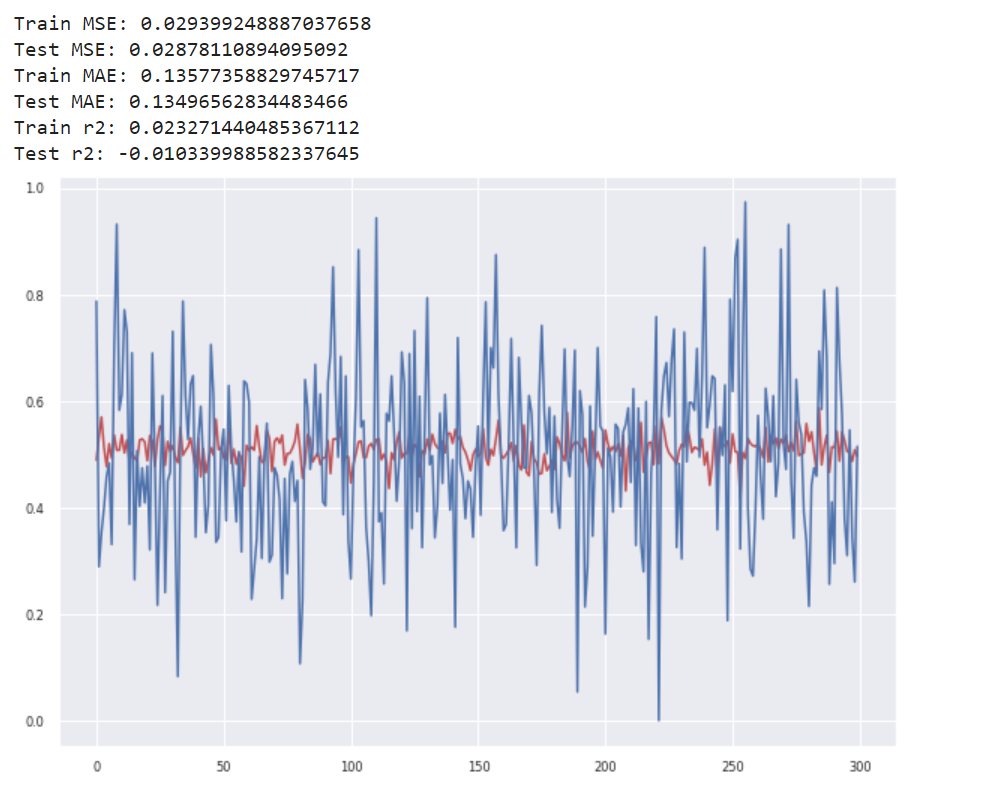 Train MSE: 0.029399248887037658
Test MSE: 0.02878110894095092
Train MAE: 0.13577358829745717
Test MAE: 0.13496562834483466
Train r2: 0.023271440485367112
Test r2: -0.010339988582337645
1.0
0.8
0.6
0.4
0.2
0.0
0 50 100 150 200 250 300